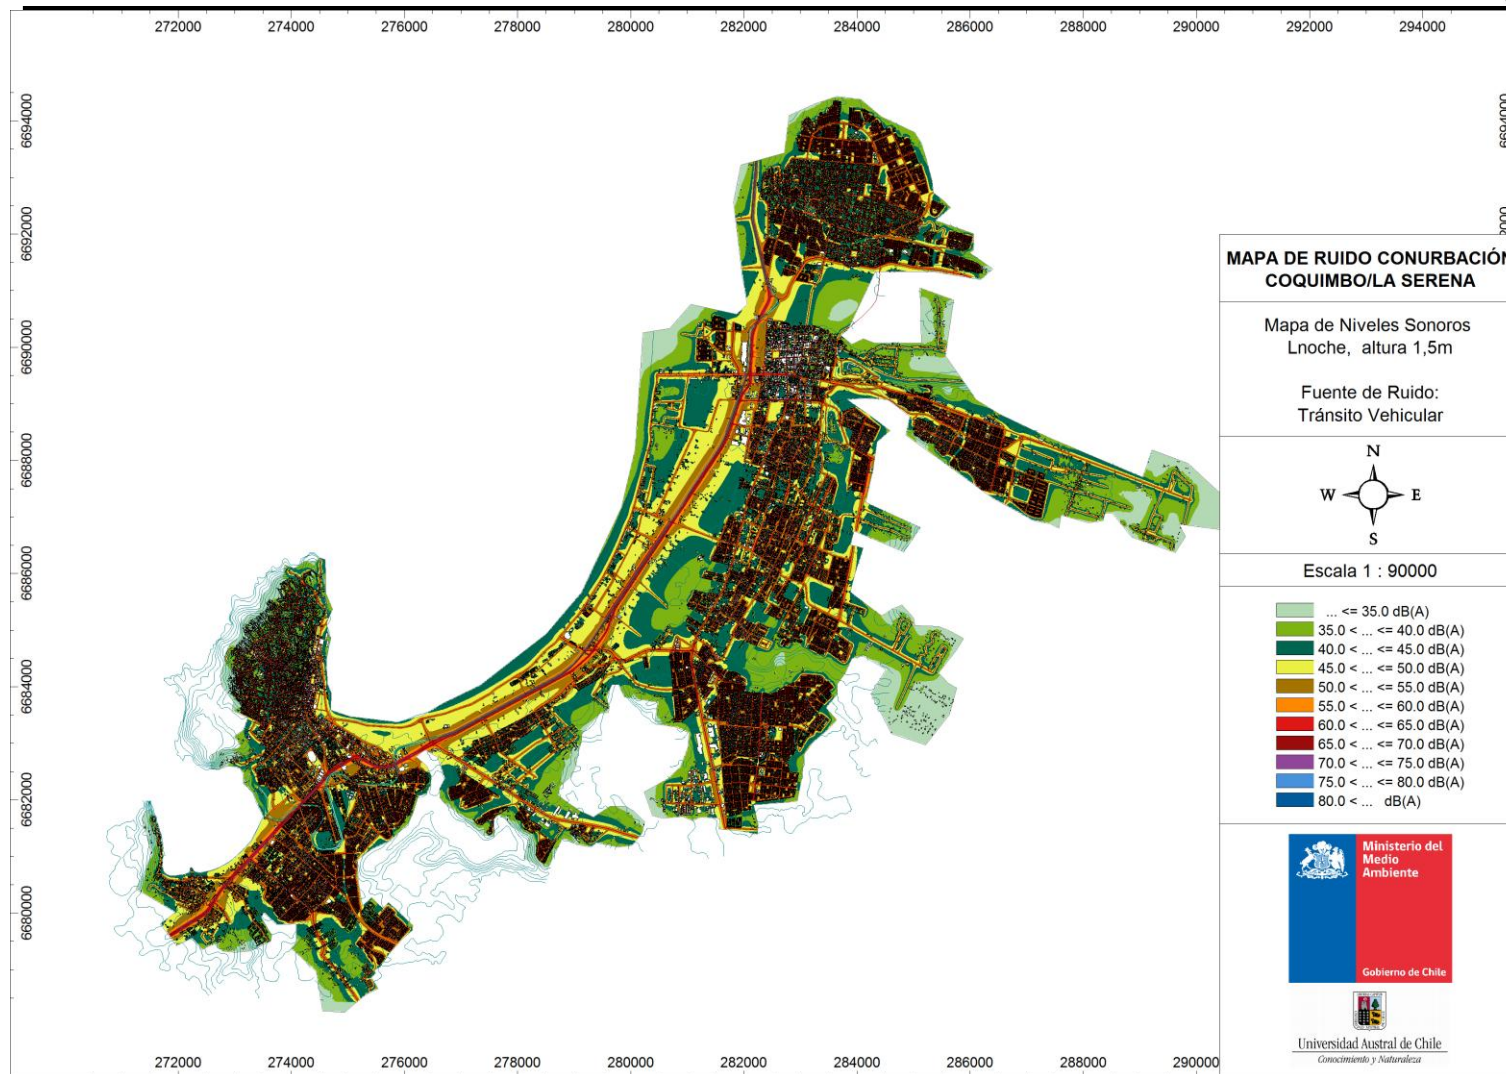 272000 274000 276000 278000 280000 282000 284000 286000 288000 290000 292000 294000
6694000
6692000
6690000
6688000
6686000
6684000
6682000
6680000
6694000
MAPA DE RUIDO CONURBACIÓN
COQUIMBO/LA SERENA
Mapa de Niveles Sonoros
Lnoche, altura 1,5m
Fuente de Ruido:
Tránsito Vehicular
N
W E
S
Escala 1 : 90000
... <= 35.0 dB(A)
35.0 < ... <= 40.0 dB(A)
40.0 < ... <= 45.0 dB(A)
45.0 < ... <= 50.0 dB(A)
50.0 < ... <= 55.0 dB(A)
55.0 < ... <= 60.0 dB(A)
60.0 < ... <= 65.0 dB(A)
65.0 < ... <= 70.0 dB(A)
70.0 < ... <= 75.0 dB(A)
75.0 < ... <= 80.0 dB(A)
80.0 < ... dB(A)
Ministerio del
Medio
Ambiente
Gobierno de Chile
Universidad Austral de Chile
Conocimiento y Naturaleza
272000 274000 276000 278000 280000 282000 284000 286000 288000 290000